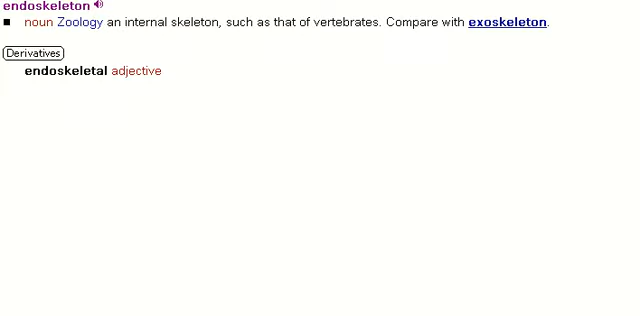 endoskeleton
■ noun Zoology an internal skeleton, such as that of vertebrates. Compare with exoskeleton.
Derivatives
endoskeletal adjective